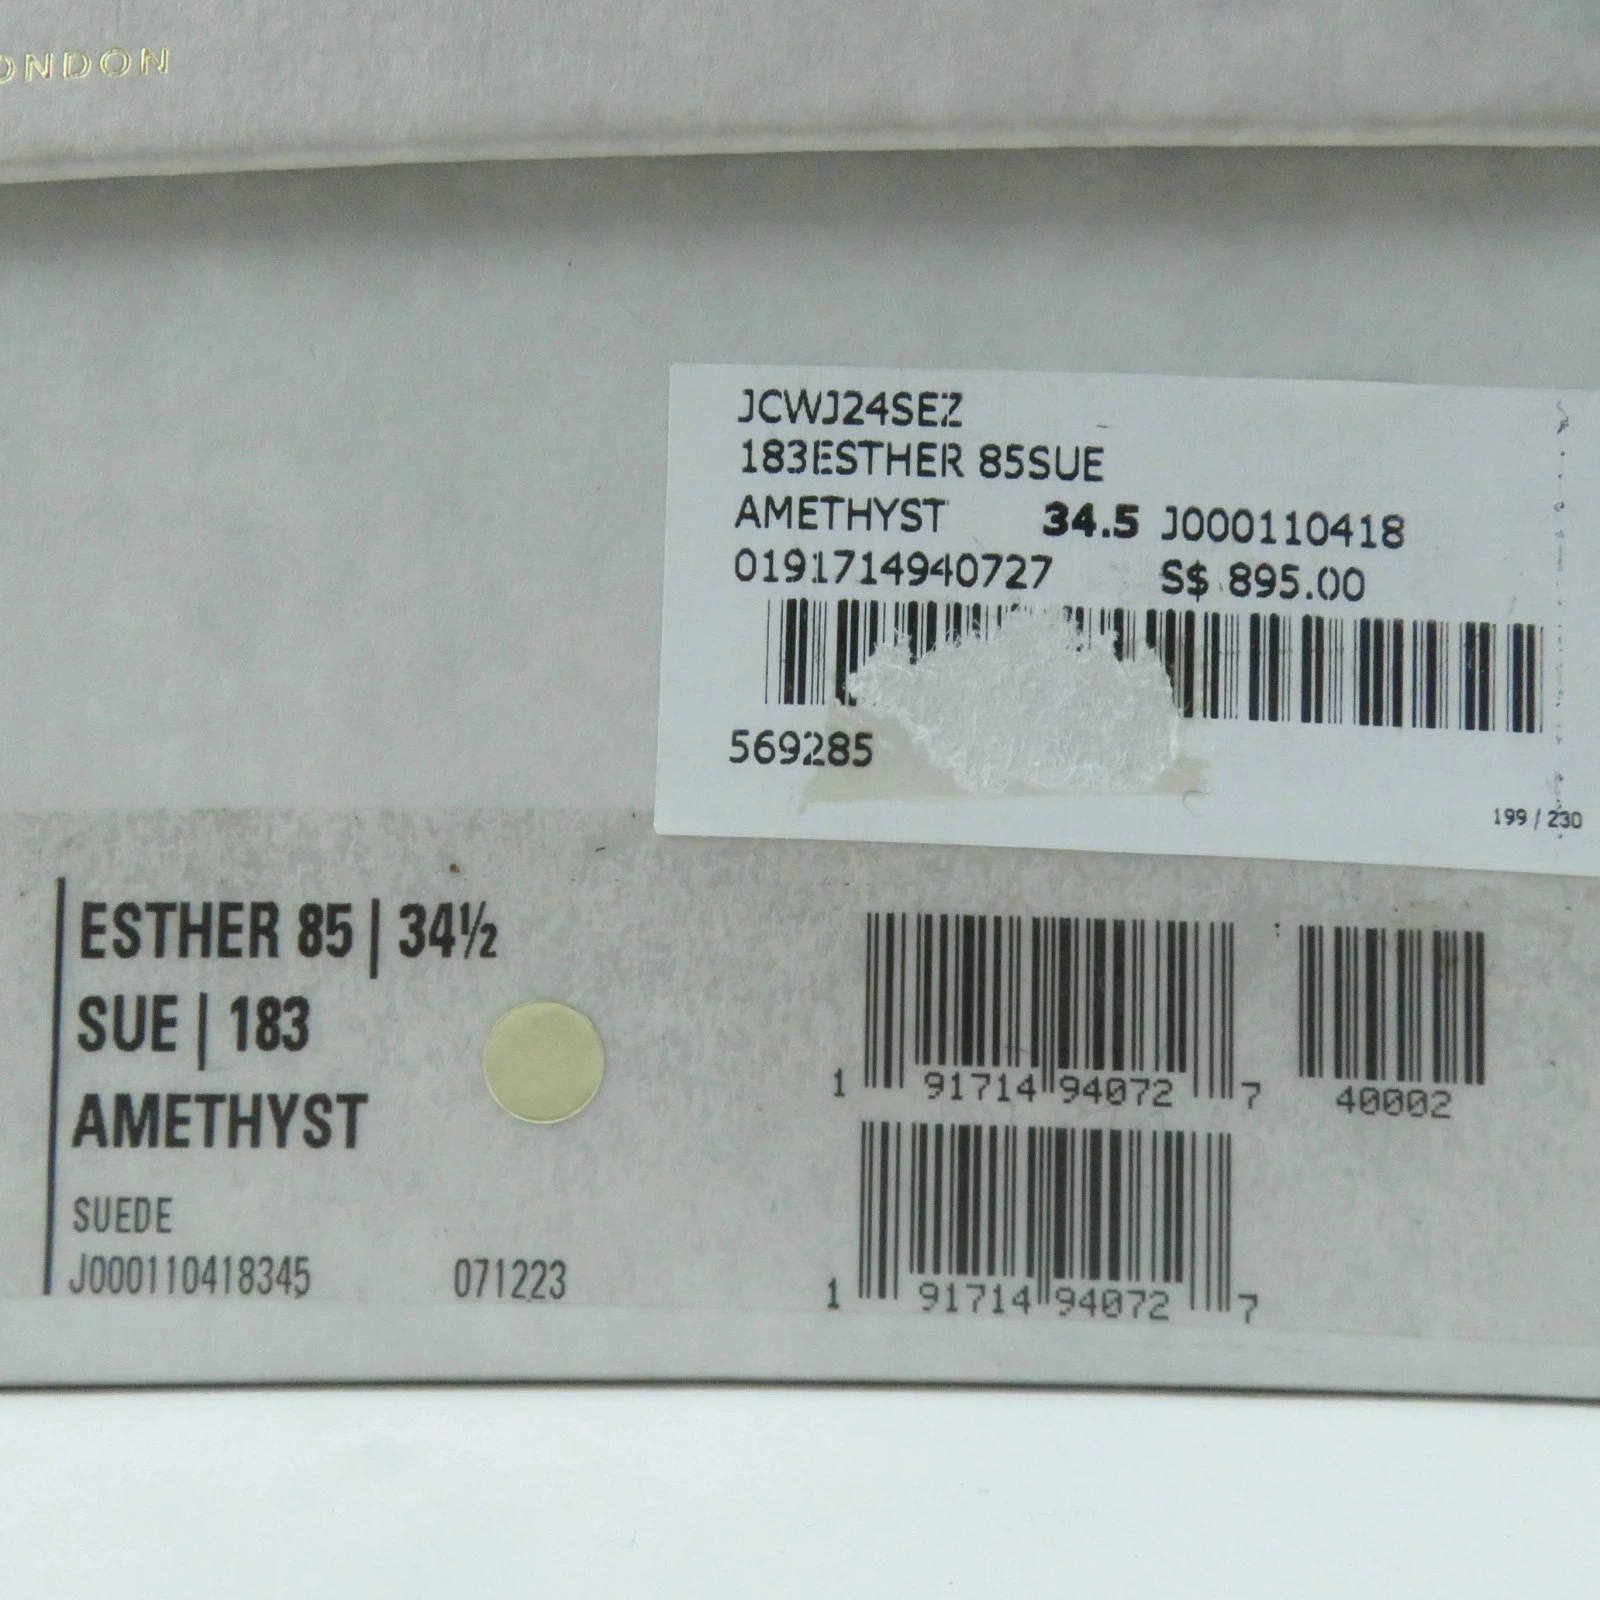 ONDON
JCWJ24SEZ
183ESTHER 85SUE
AMETHYST 34.5 J000110418
0191714940727 S$ 895.00
569285
199 / 230
ESTHER 85 | 34½
SUE | 183
AMETHYST
SUEDE
J000110418345 071223
1 91714 94072 7 40002
1 91714 94072 7